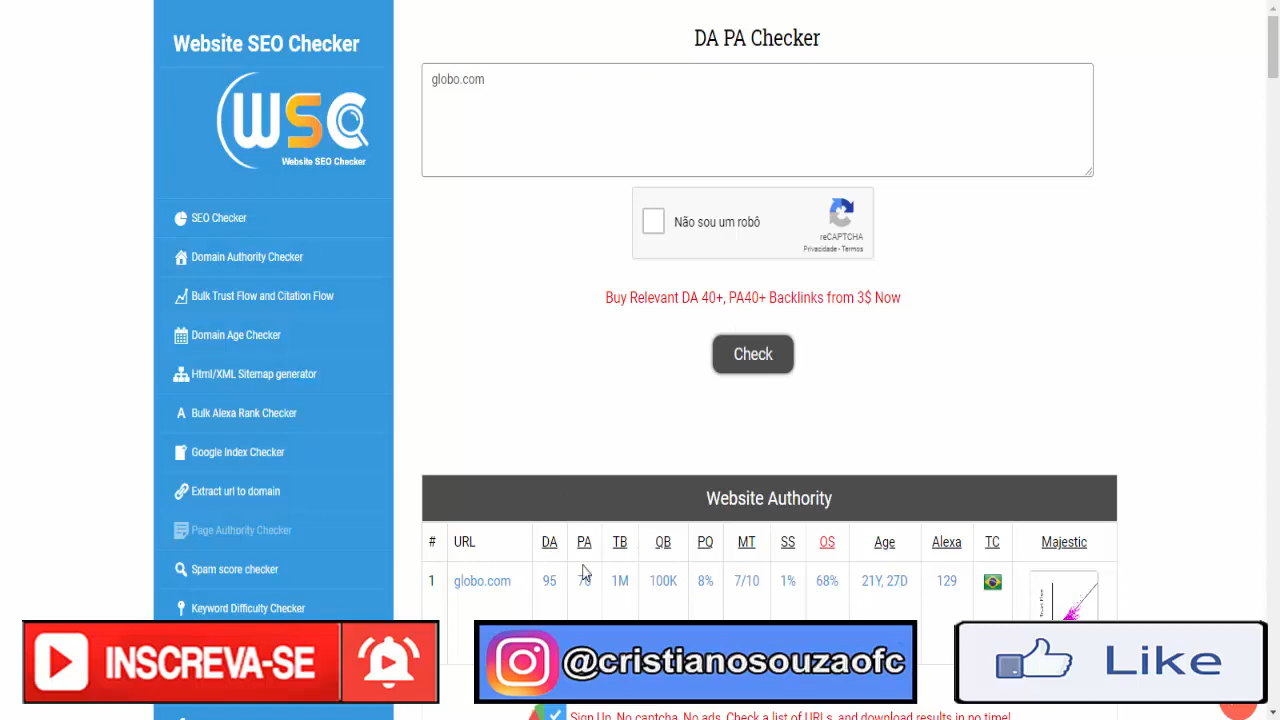 Website SEO Checker
WSC
Website SEO Checker
SEO Checker
Domain Authority Checker
Bulk Trust Flow and Citation Flow
Domain Age Checker
Html/XML Sitemap generator
Bulk Alexa Rank Checker
Google Index Checker
Extract url to domain
Page Authority Checker
Spam score checker
Keyword Difficulty Checker
DA PA Checker
globo.com
Não sou um robô
reCAPTCHA
Privacidade - Termos
Buy Relevant DA 40+, PA40+ Backlinks from 3$ Now
Check
Website Authority
# URL DA PA TB QB PQ MT SS OS Age Alexa TC Majestic
1 globo.com 95 1M 100K 8% 7/10 1% 68% 21Y, 27D 129
Sign Up, No captcha, No ads, Check a list of URLs, and download results in no time!
INSCREVA-SE
@cristianosouzaofc
Like